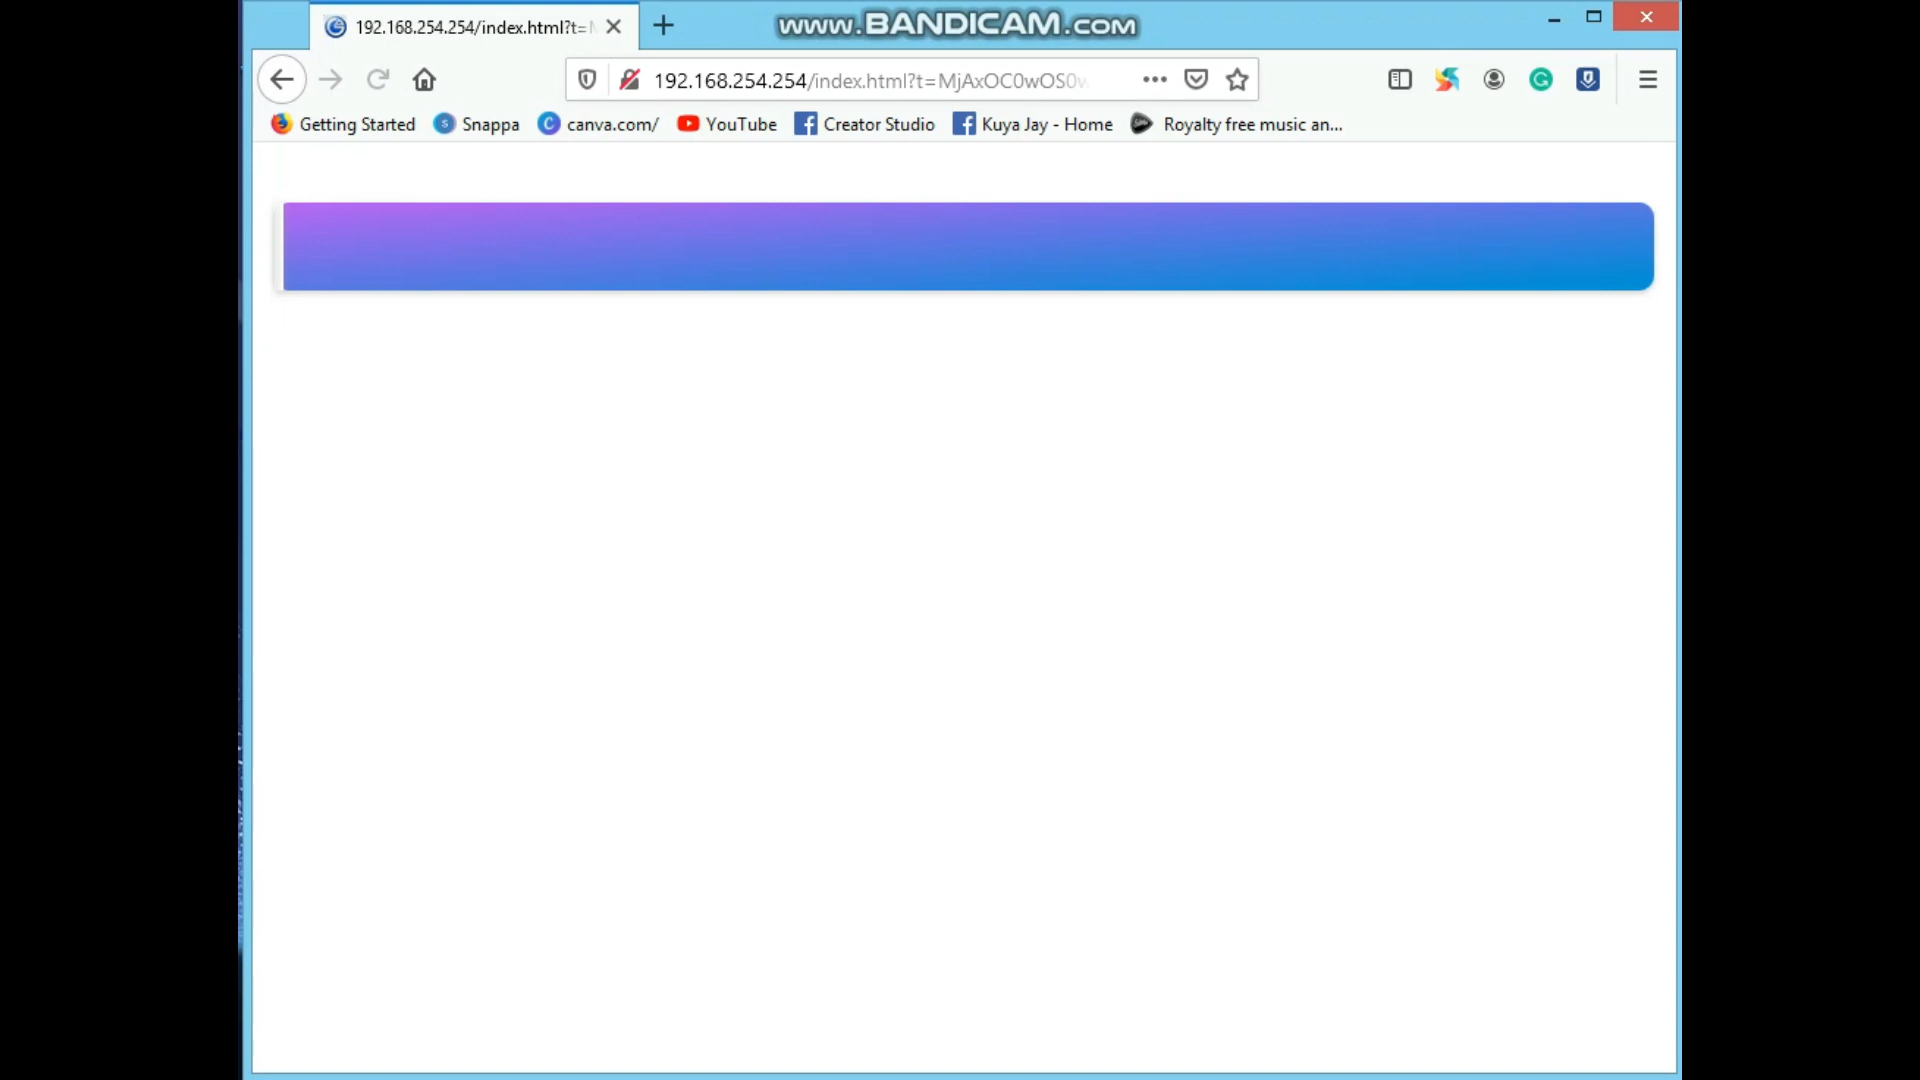 192.168.254.254/index.html?t=
www.BANDICAM.com
192.168.254.254/index.html?t=MjAxOC0wOS0w
Getting Started
Snappa
canva.com/
YouTube
Creator Studio
Kuya Jay - Home
Royalty free music an...